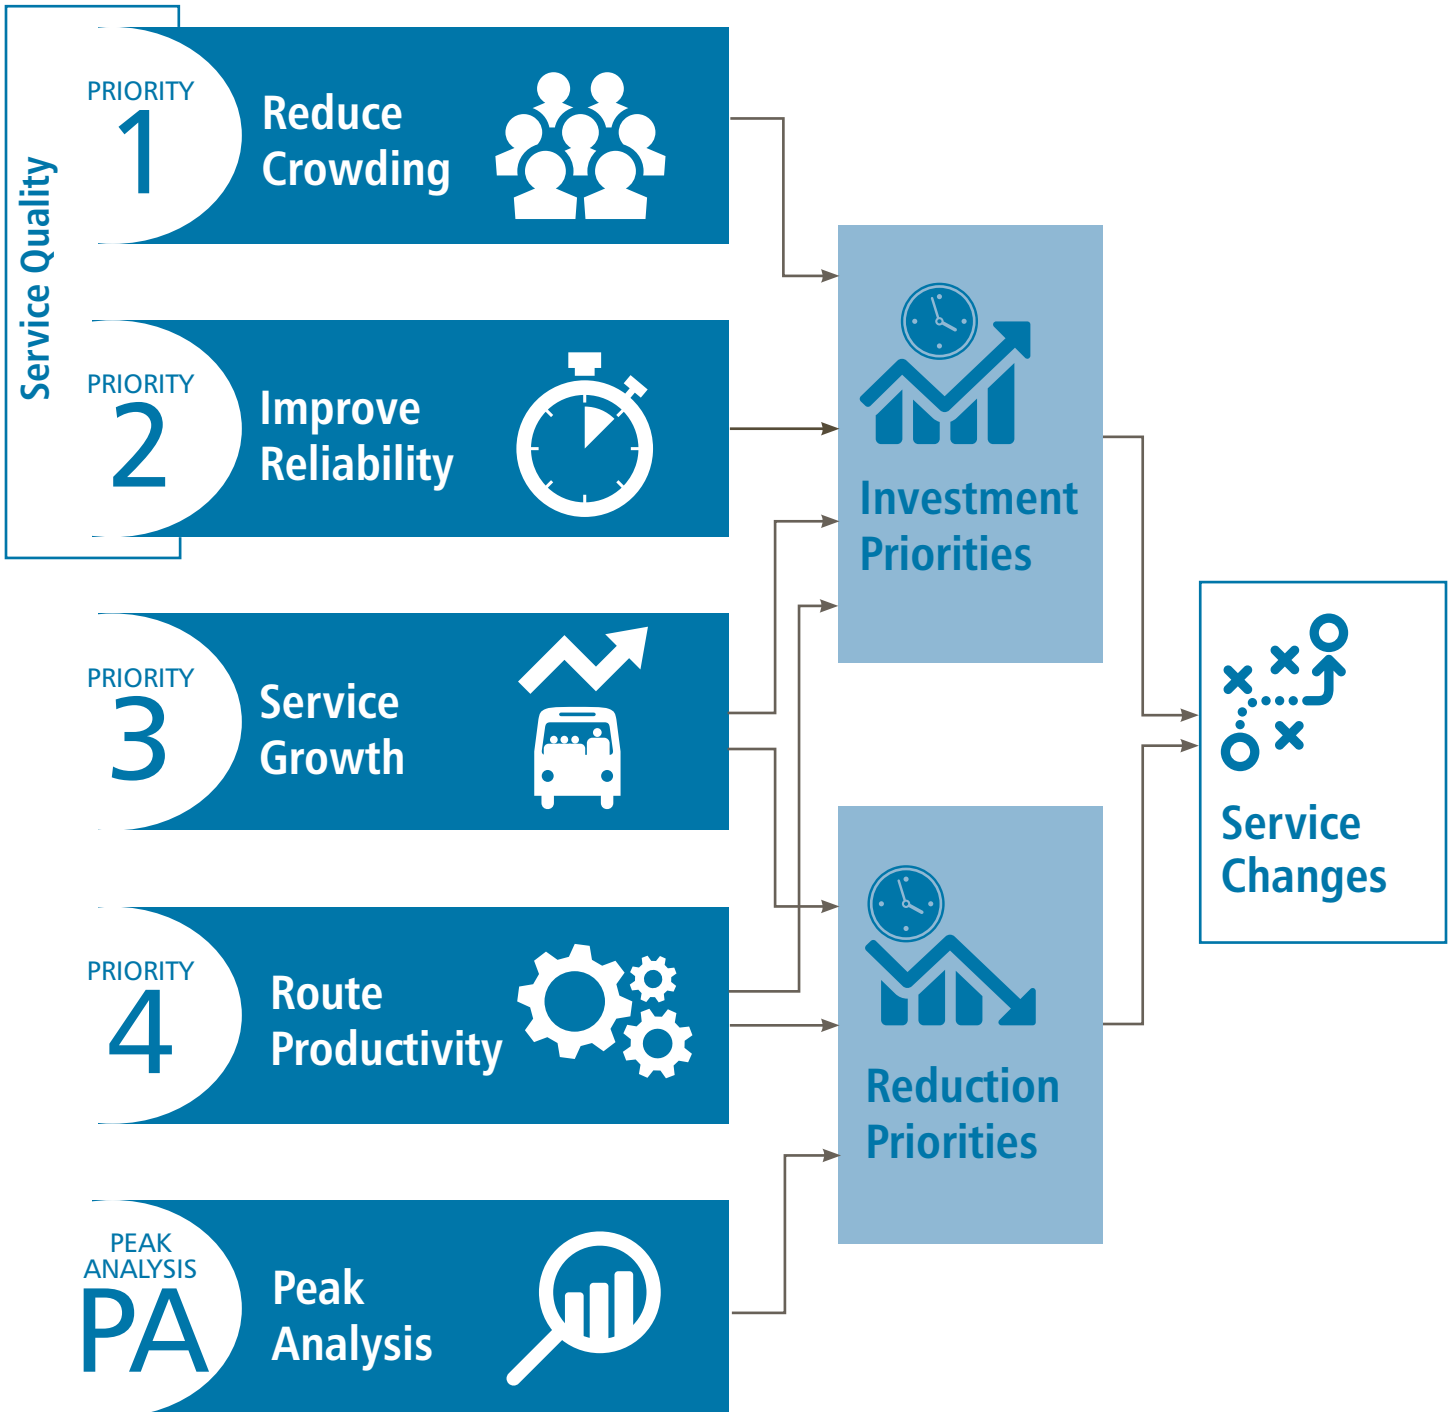 Service Quality
PRIORITY
1
Reduce
Crowding
PRIORITY
2
Improve
Reliability
PRIORITY
3
Service
Growth
PRIORITY
4
Route
Productivity
PEAK
ANALYSIS
PA
Peak
Analysis
Investment
Priorities
Reduction
Priorities
Service
Changes